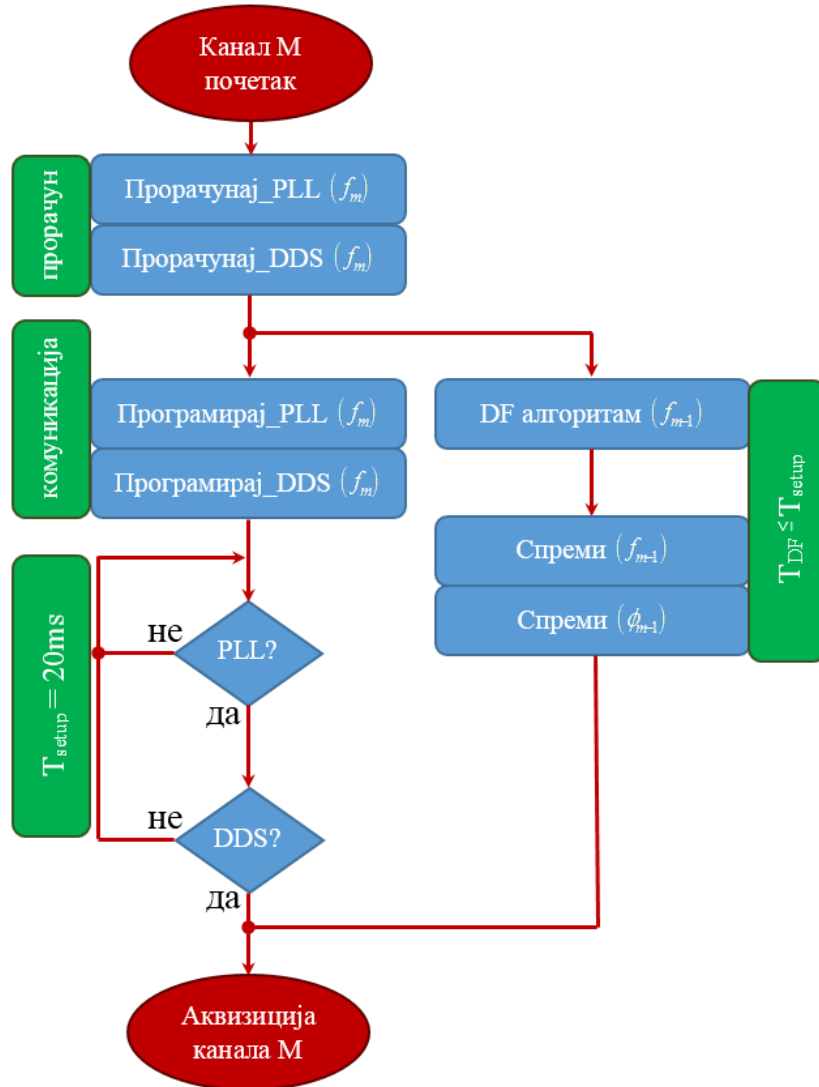 Канал М
почетак
прорачун
Прорачунај_PLL (fm)
Прорачунај_DDS (fm)
комуникација
Програмирај_PLL (fm)
Програмирај_DDS (fm)
DF алгоритам (fm-1)
Спреми (fm-1)
Спреми (ϕm-1)
TDF ≤ Tsetup
Tsetup = 20ms
не
PLL?
да
не
DDS?
да
Аквизиција
канала М